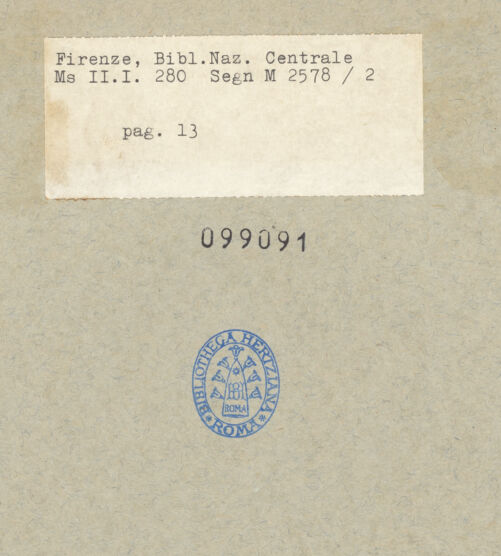 Firenze, Bibl.Naz. Centrale
Ms II.I. 280 Segn M 2578 / 2
pag. 13
099091
BIBLIOTHECA HERTZIANA
ROMA
ROMA